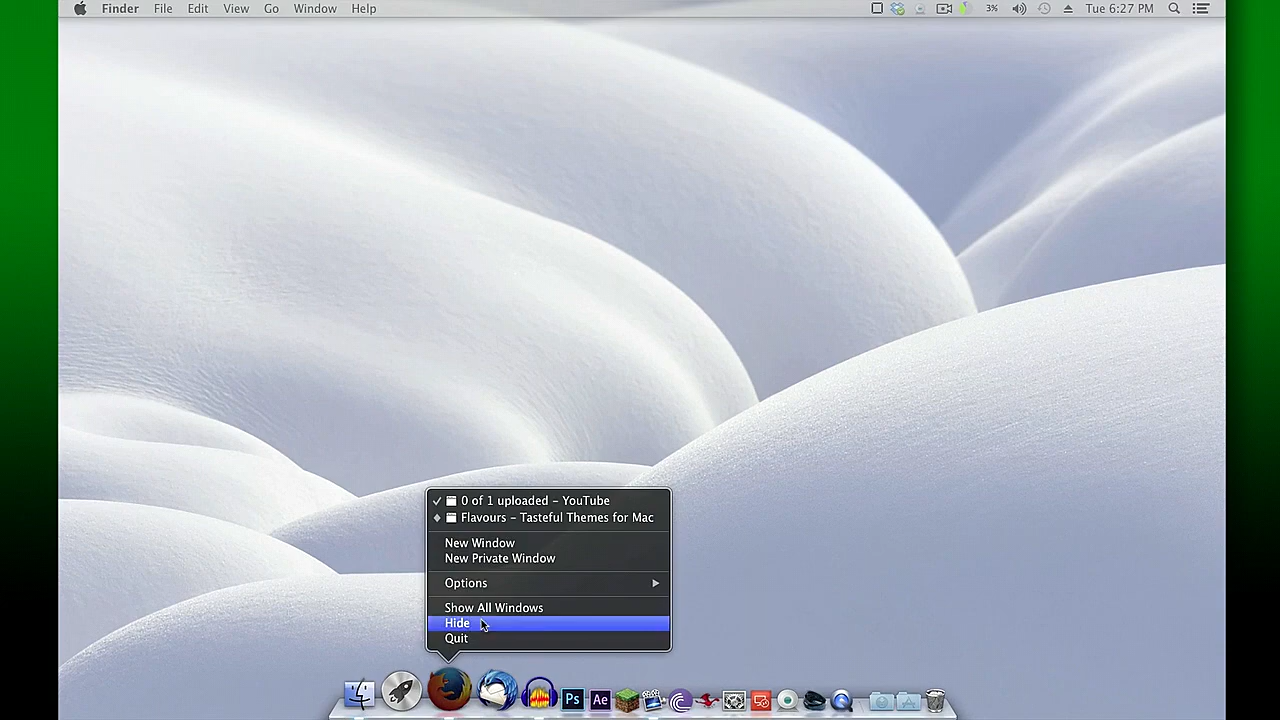 Finder File Edit View Go Window Help 3% Tue 6:27 PM
0 of 1 uploaded – YouTube
Flavours – Tasteful Themes for Mac
New Window
New Private Window
Options
Show All Windows
Hide
Quit
Ps Ae